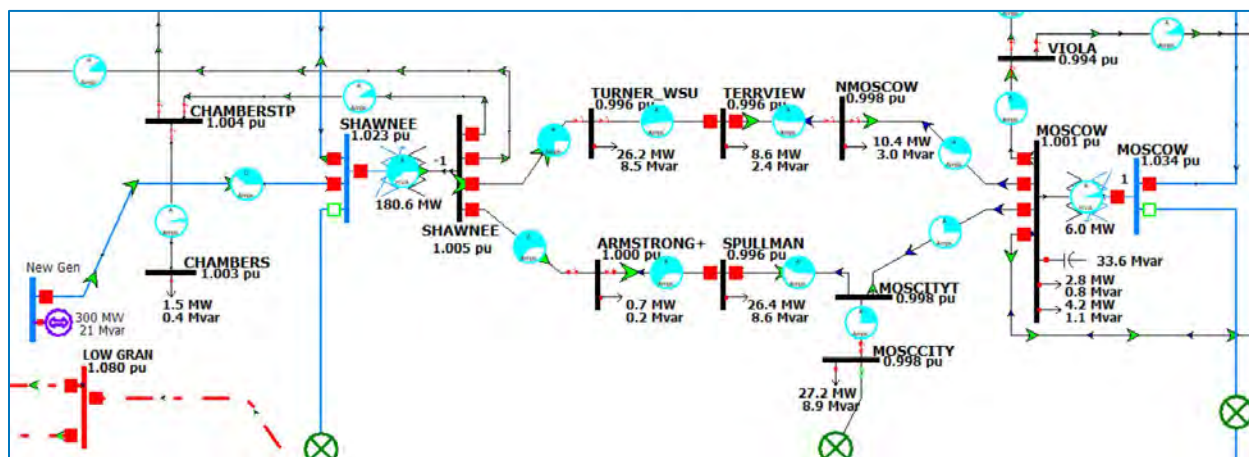 VIOLA
0.994 pu
CHAMBERSTP
1.004 pu
SHAWNEE
1.023 pu
-1
180.6 MW
SHAWNEE
1.005 pu
TURNER_WSU
0.996 pu
26.2 MW
8.5 Mvar
TERRVIEW
0.996 pu
8.6 MW
2.4 Mvar
NMOSCOW
0.998 pu
10.4 MW
3.0 Mvar
MOSCOW
1.001 pu
MOSCOW
1.034 pu
1
6.0 MW
33.6 Mvar
2.8 MW
0.8 Mvar
4.2 MW
1.1 Mvar
ARMSTRONG+
1.000 pu
0.7 MW
0.2 Mvar
SPULLMAN
0.996 pu
26.4 MW
8.6 Mvar
MOSCITYT
0.998 pu
MOSCCITY
0.998 pu
27.2 MW
8.9 Mvar
New Gen
300 MW
21 Mvar
CHAMBERS
1.003 pu
1.5 MW
0.4 Mvar
LOW GRAN
1.080 pu